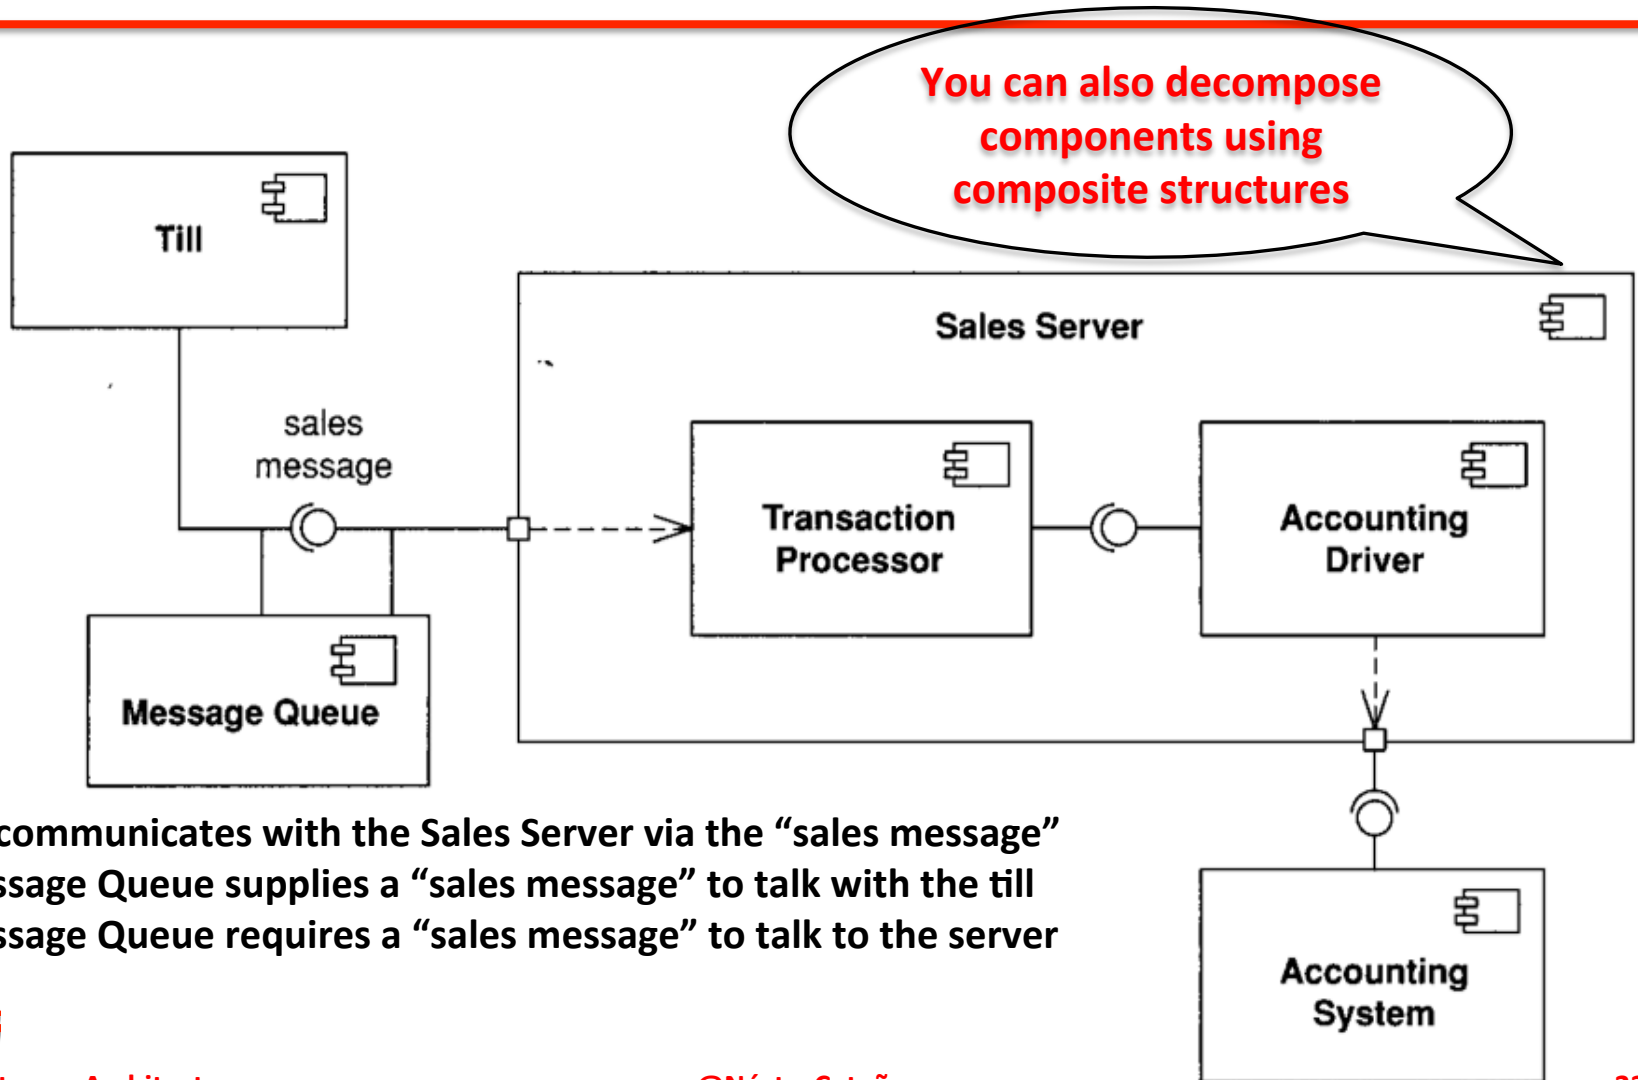 You can also decompose
components using
composite structures
Till
Sales Server
sales
message
Transaction
Processor
Accounting
Driver
Message Queue
communicates with the Sales Server via the “sales message”
Queue supplies a “sales message” to talk with the till
Queue requires a “sales message” to talk to the server
Accounting
System